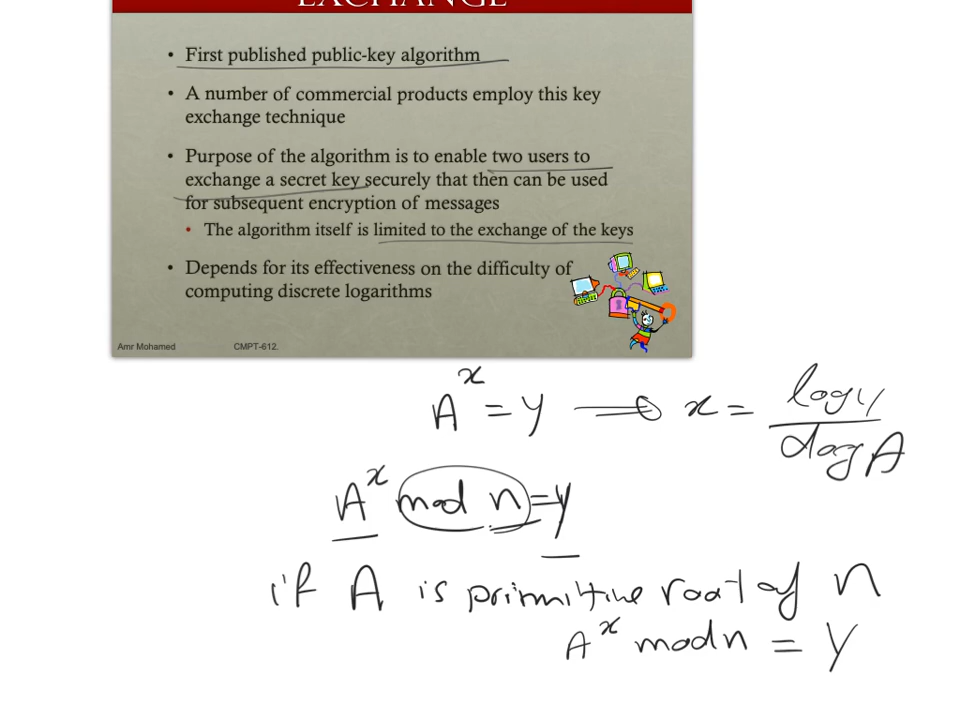 EXCHANGE
• First published public-key algorithm
• A number of commercial products employ this key
exchange technique
• Purpose of the algorithm is to enable two users to
exchange a secret key securely that then can be used
for subsequent encryption of messages
• The algorithm itself is limited to the exchange of the keys
• Depends for its effectiveness on the difficulty of
computing discrete logarithms
Amr Mohamed CMPT-612.
A^x = y ⟹ x = log y / dlog A
A^x mod n = y
if A is primitive root of n
A^x mod n = y